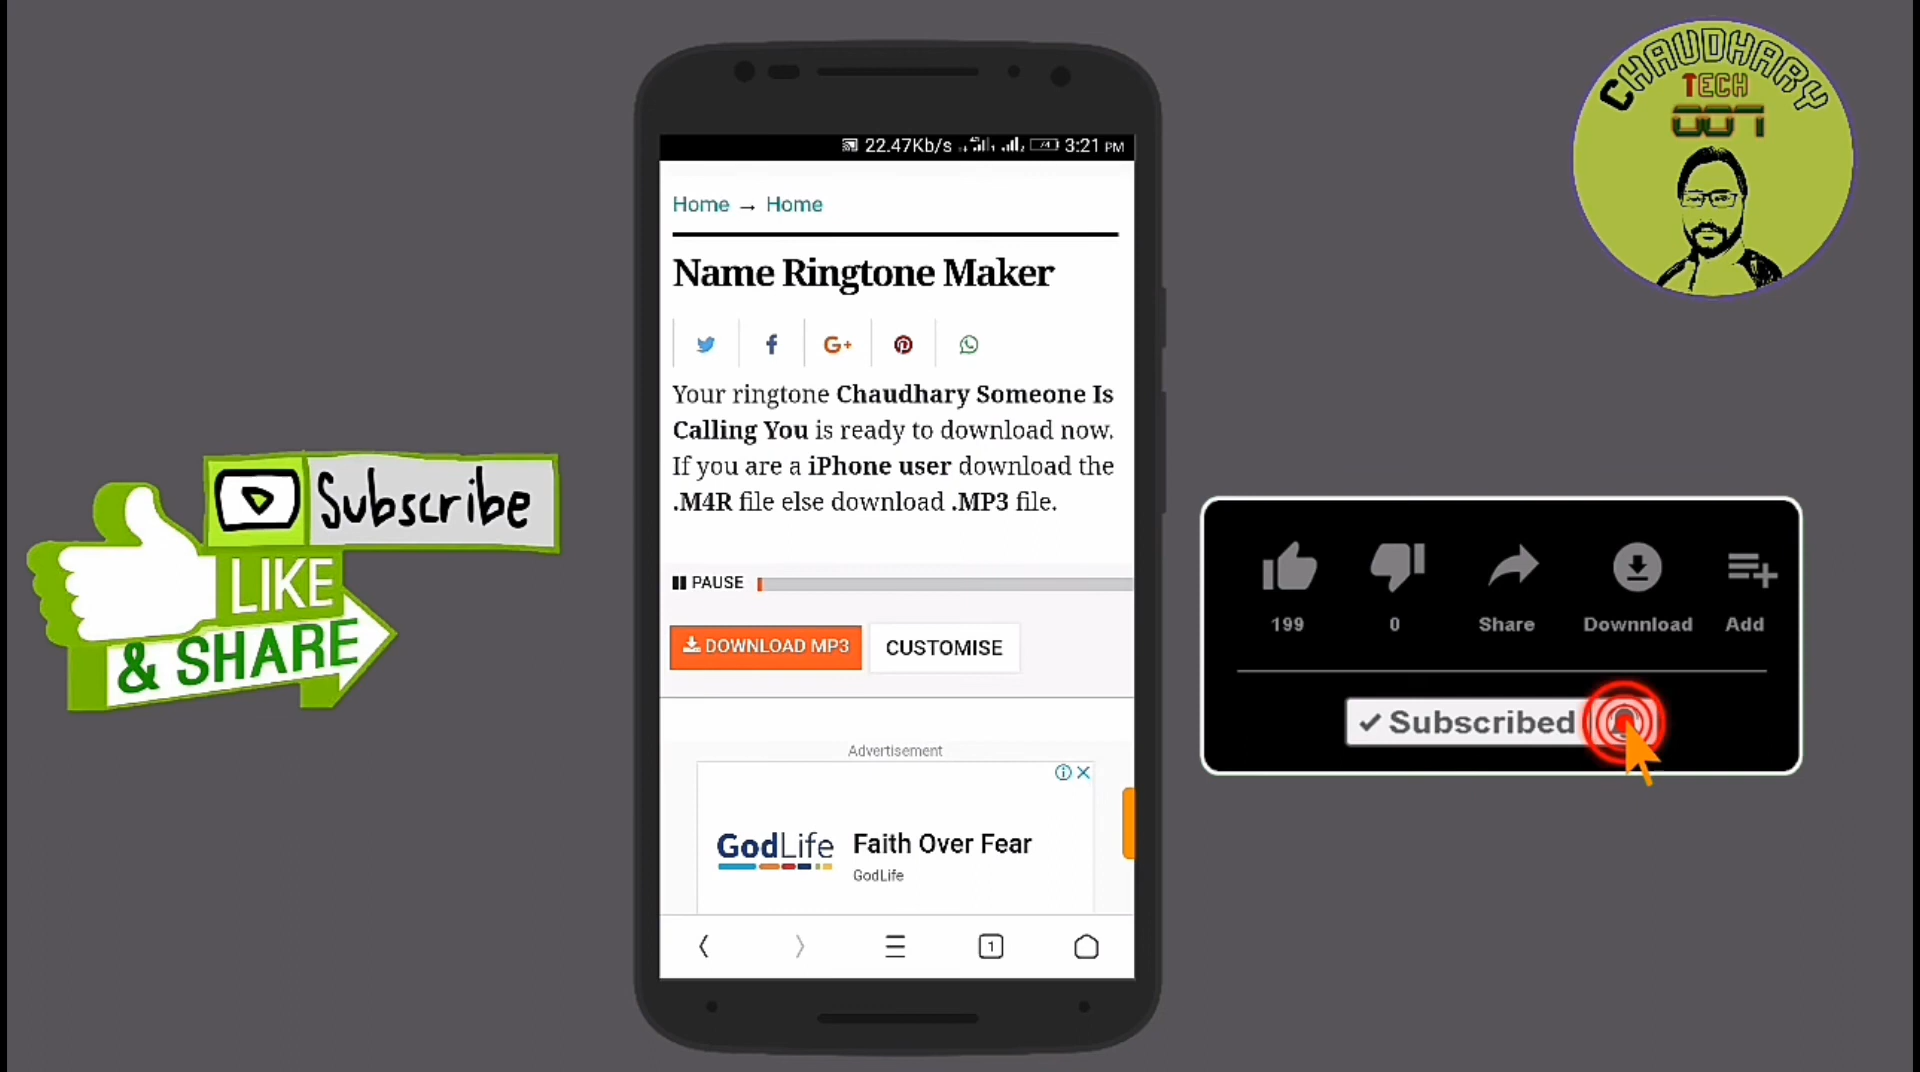 CHAUDHARY
TECH
007
22.47Kb/s 3:21 PM
Home → Home
Name Ringtone Maker
G+
Your ringtone Chaudhary Someone Is
Calling You is ready to download now.
If you are a iPhone user download the
.M4R file else download .MP3 file.
PAUSE
DOWNLOAD MP3 CUSTOMISE
Advertisement
GodLife Faith Over Fear
GodLife
1
Subscribe
LIKE
& SHARE
199 0 Share Downnload Add
✓ Subscribed